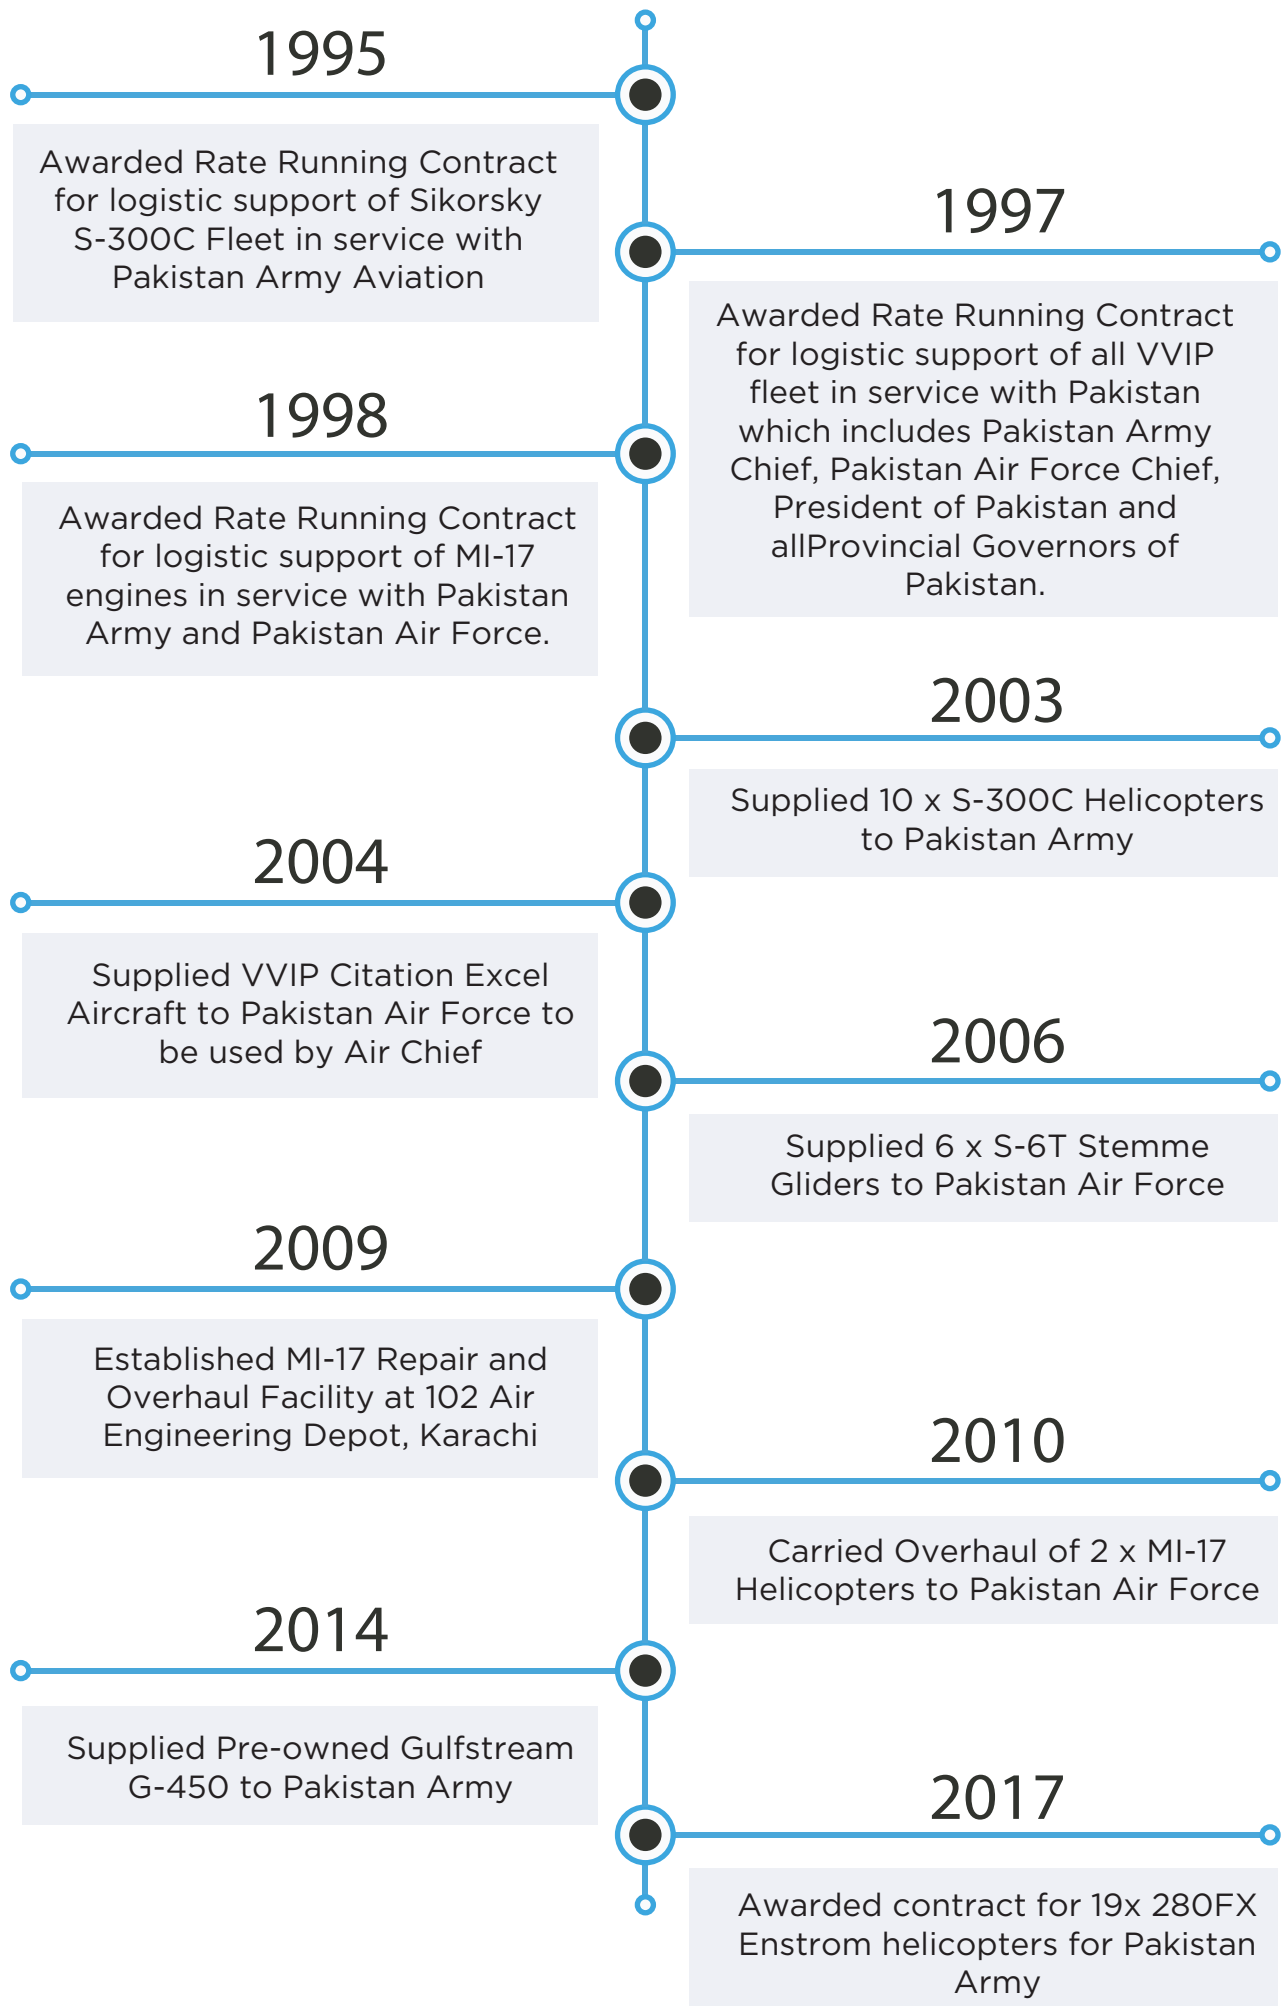 1995
Awarded Rate Running Contract
for logistic support of Sikorsky
S-300C Fleet in service with
Pakistan Army Aviation
1997
Awarded Rate Running Contract
for logistic support of all VVIP
fleet in service with Pakistan
which includes Pakistan Army
Chief, Pakistan Air Force Chief,
President of Pakistan and
allProvincial Governors of
Pakistan.
1998
Awarded Rate Running Contract
for logistic support of MI-17
engines in service with Pakistan
Army and Pakistan Air Force.
2003
Supplied 10 x S-300C Helicopters
to Pakistan Army
2004
Supplied VVIP Citation Excel
Aircraft to Pakistan Air Force to
be used by Air Chief
2006
Supplied 6 x S-6T Stemme
Gliders to Pakistan Air Force
2009
Established MI-17 Repair and
Overhaul Facility at 102 Air
Engineering Depot, Karachi
2010
Carried Overhaul of 2 x MI-17
Helicopters to Pakistan Air Force
2014
Supplied Pre-owned Gulfstream
G-450 to Pakistan Army
2017
Awarded contract for 19x 280FX
Enstrom helicopters for Pakistan
Army